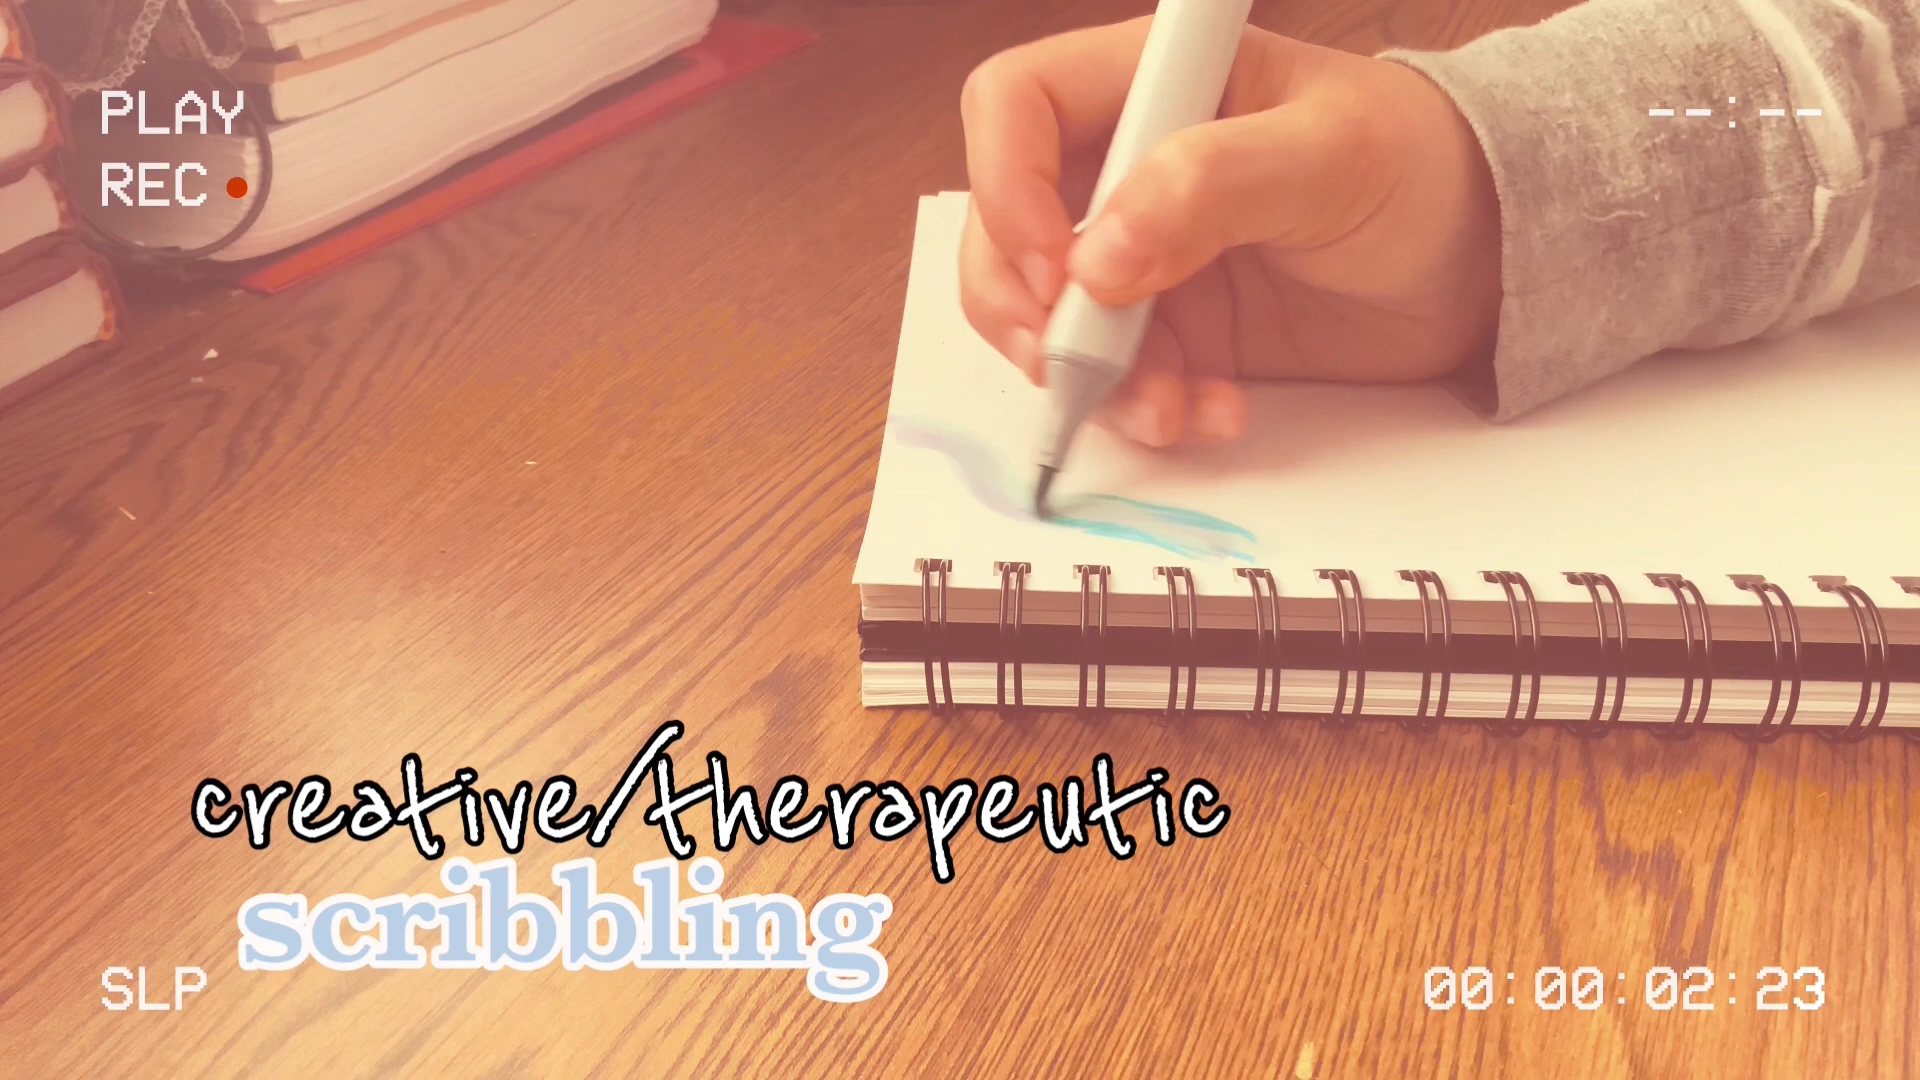 PLAY
--:--
REC
creative/therapeutic
scribbling
SLP
00:00:02:23